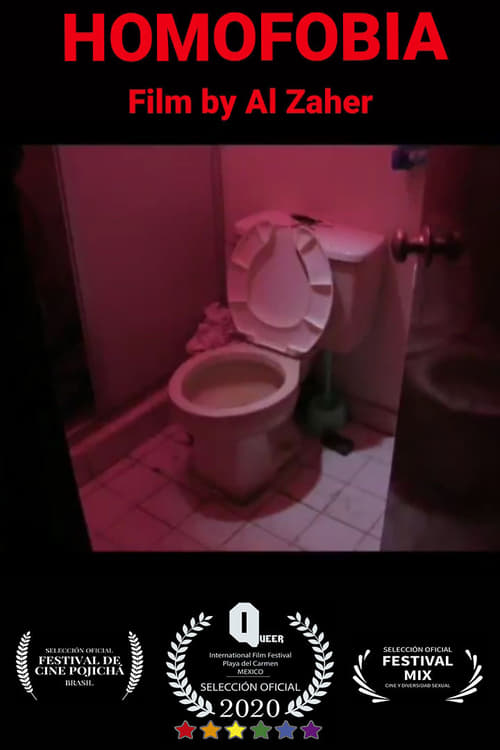 HOMOFOBIA
Film by Al Zaher
SELECCIÓN OFICIAL
FESTIVAL DE
CINE POJICHÁ
BRASIL
QUEER
International Film Festival
Playa del Carmen
MEXICO
SELECCIÓN OFICIAL
2020
SELECCIÓN OFICIAL
FESTIVAL
MIX
CINE Y DIVERSIDAD SEXUAL